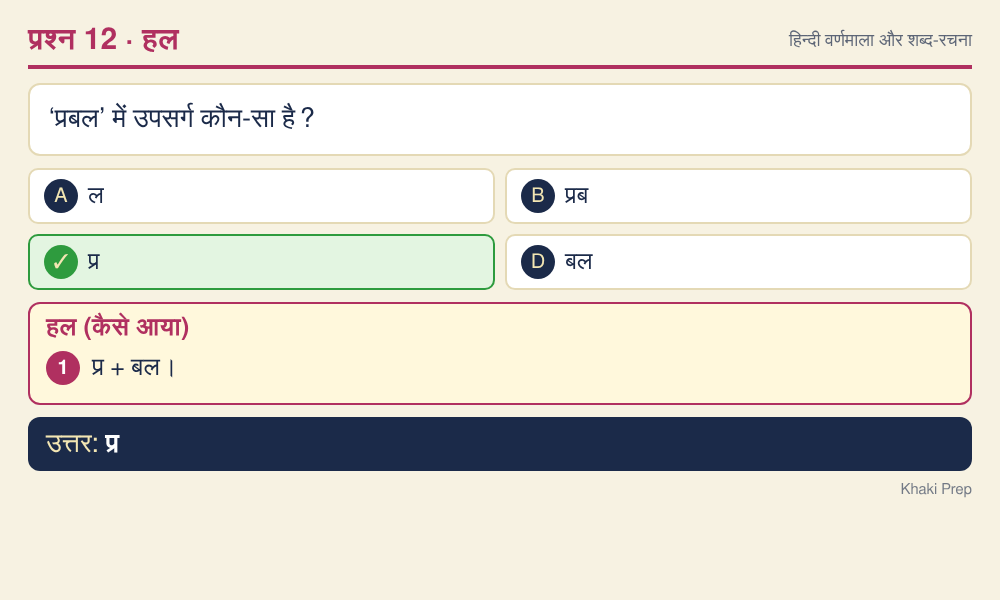 प्रश्न 12 · हल
हिन्दी वर्णमाला और शब्द-रचना
‘प्रबल’ में उपसर्ग कौन-सा है ?
A ल
B प्रब
✓ प्र
D बल
हल (कैसे आया)
1 प्र + बल।
उत्तर: प्र
Khaki Prep